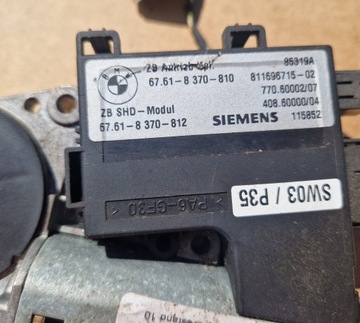 ZB Antrieb kpl. 85319A
67.61-8 370-810 811696715-02
770.60002/07
ZB SHD-Modul 408.60000/04
67.61-8 370-812 SIEMENS 115852
SW03 / P35
> PA6-GF30 <